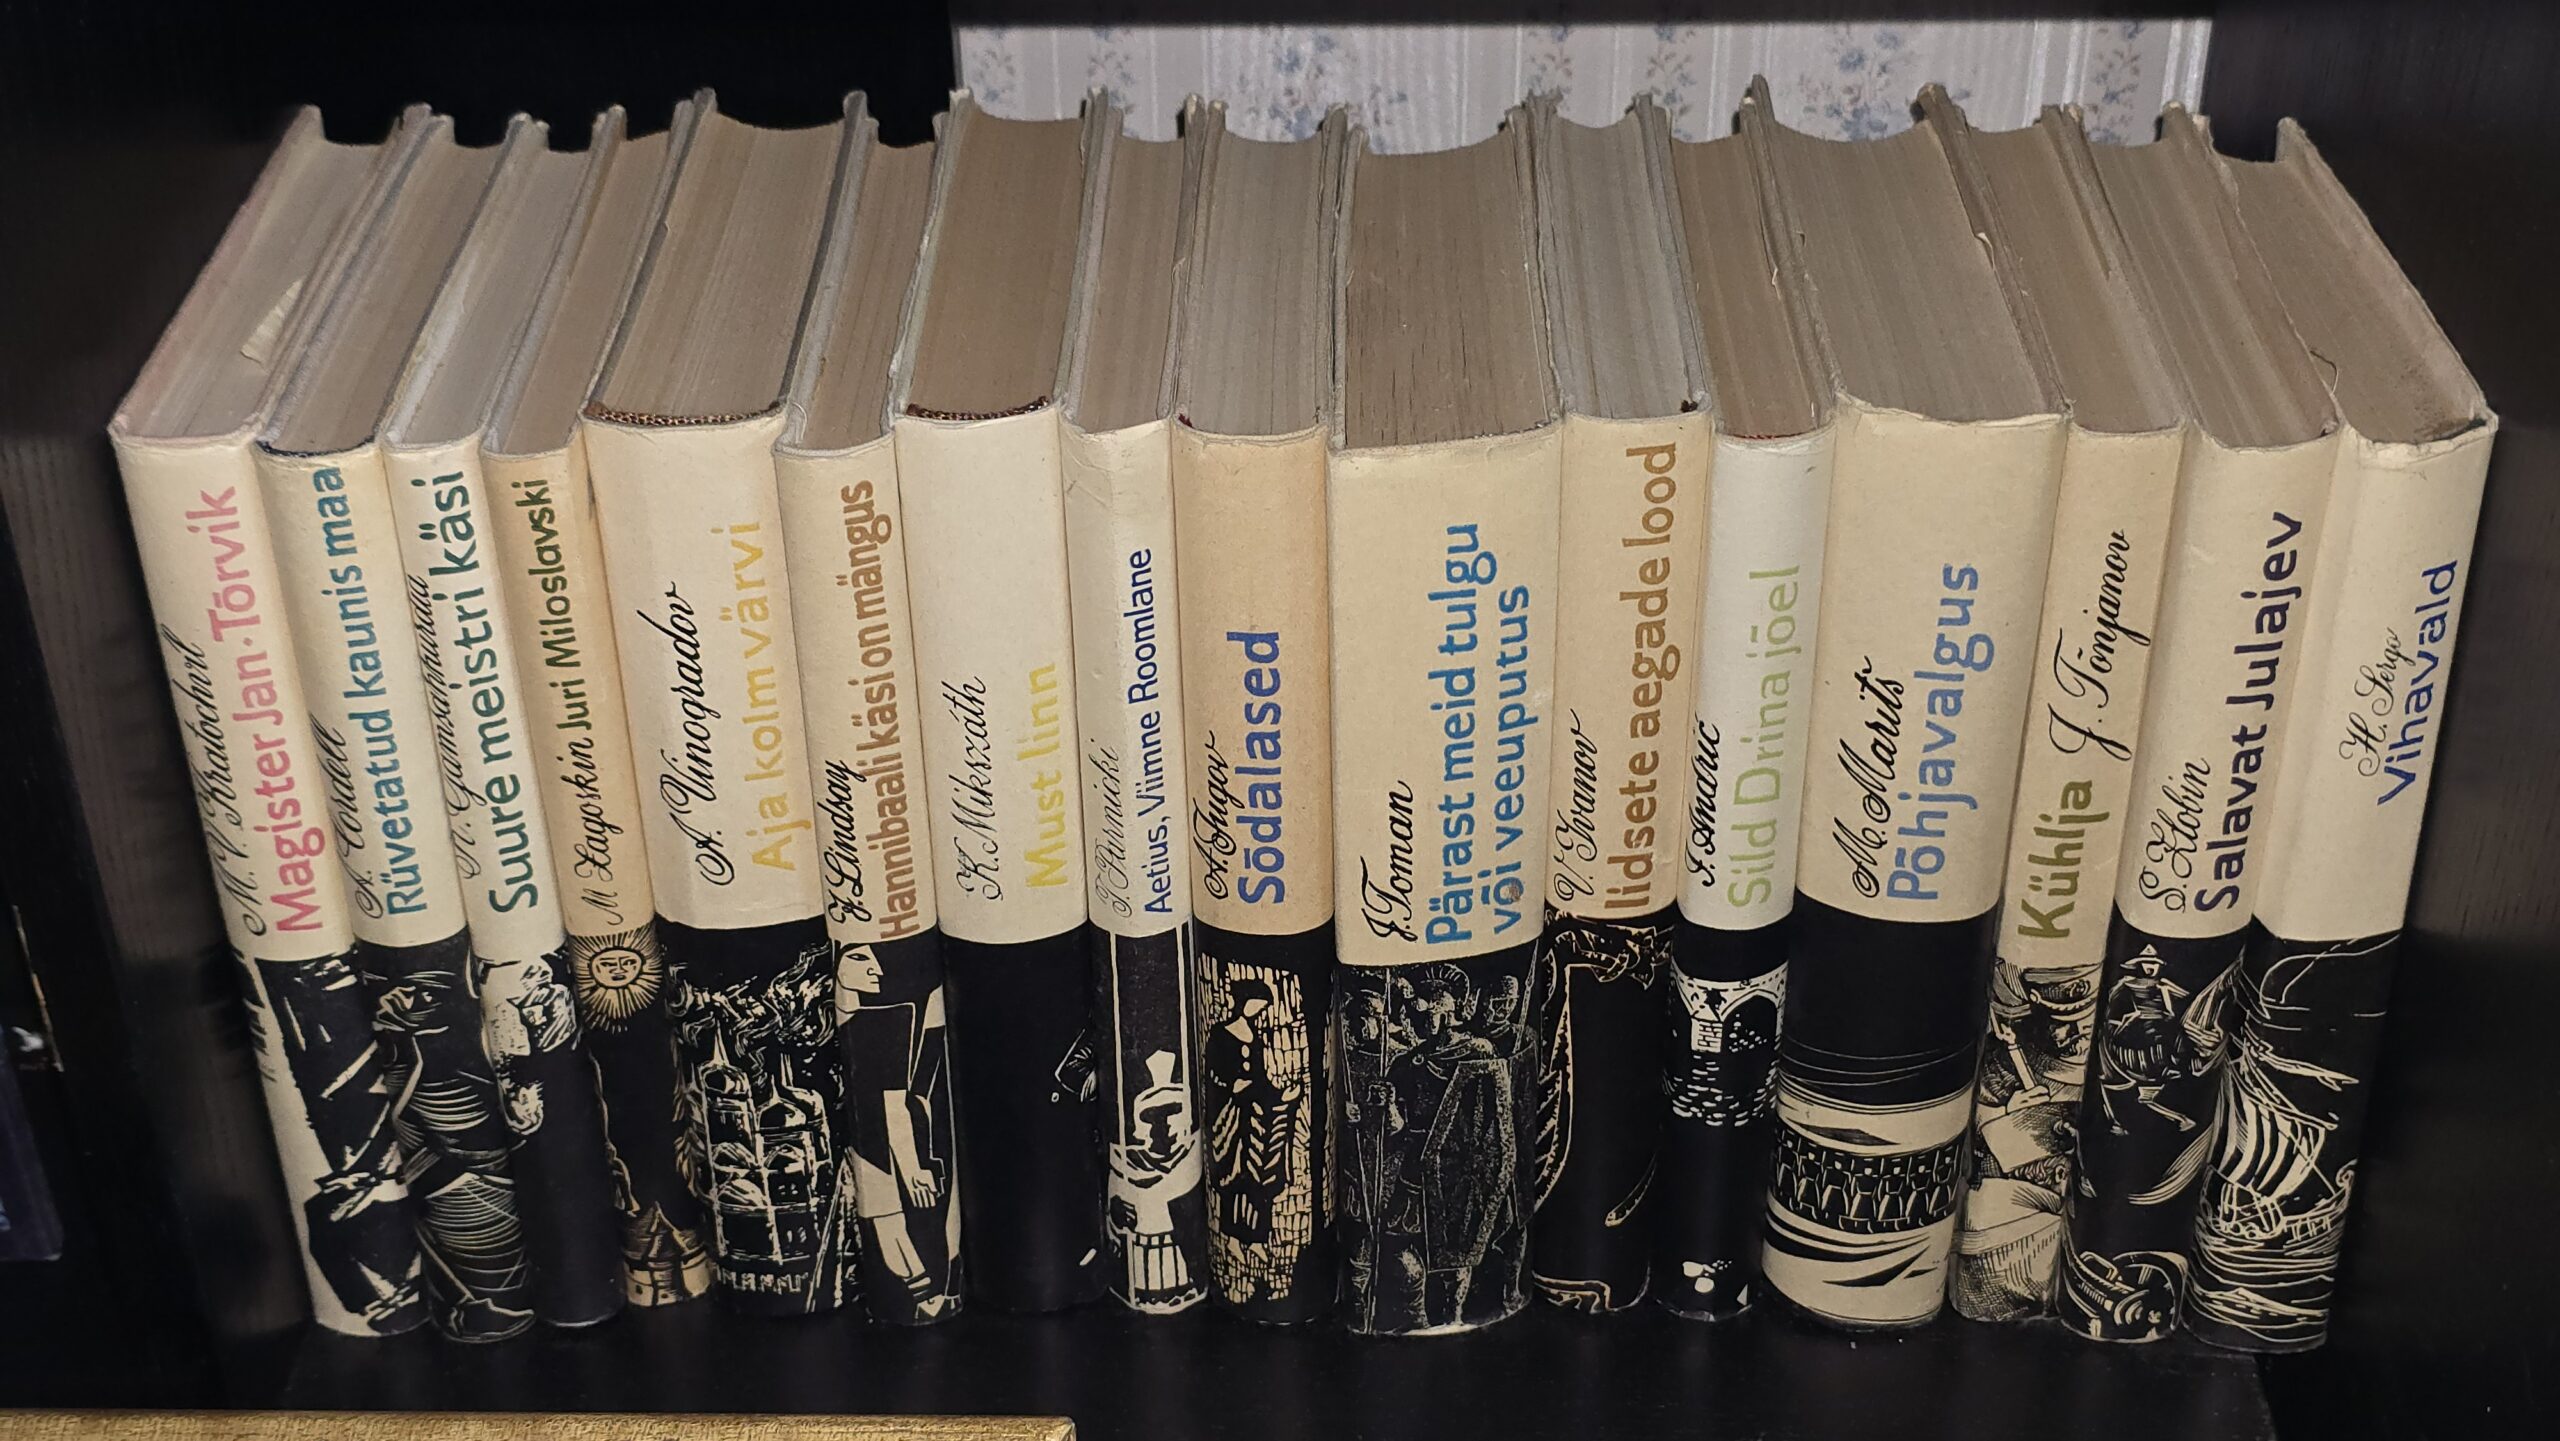 M. V. Kratochvíl
Magister Jan · Tõrvik
A. Cordell
Rüvetatud kaunis maa
K. Gamsahhurdia
Suure meistri käsi
M. Zagoskin Juri Miloslavski
A. Vinogradov
Aja kolm värvi
J. Lindsay
Hannibaali käsi on mängus
K. Mikszáth
Must linn
T. Parnicki
Aetius, Viimne Roomlane
A. Jugov
Sõdalased
J. Toman
Pärast meid tulgu
või veeuputus
V. Ivanov
Iidsete aegade lood
I. Andrić
Sild Drina jõel
M. Maruts
Põhjavalgus
Kühlja J. Tõnjanov
S. Zlobin
Salavat Julajev
H. Sergo
Vihavald